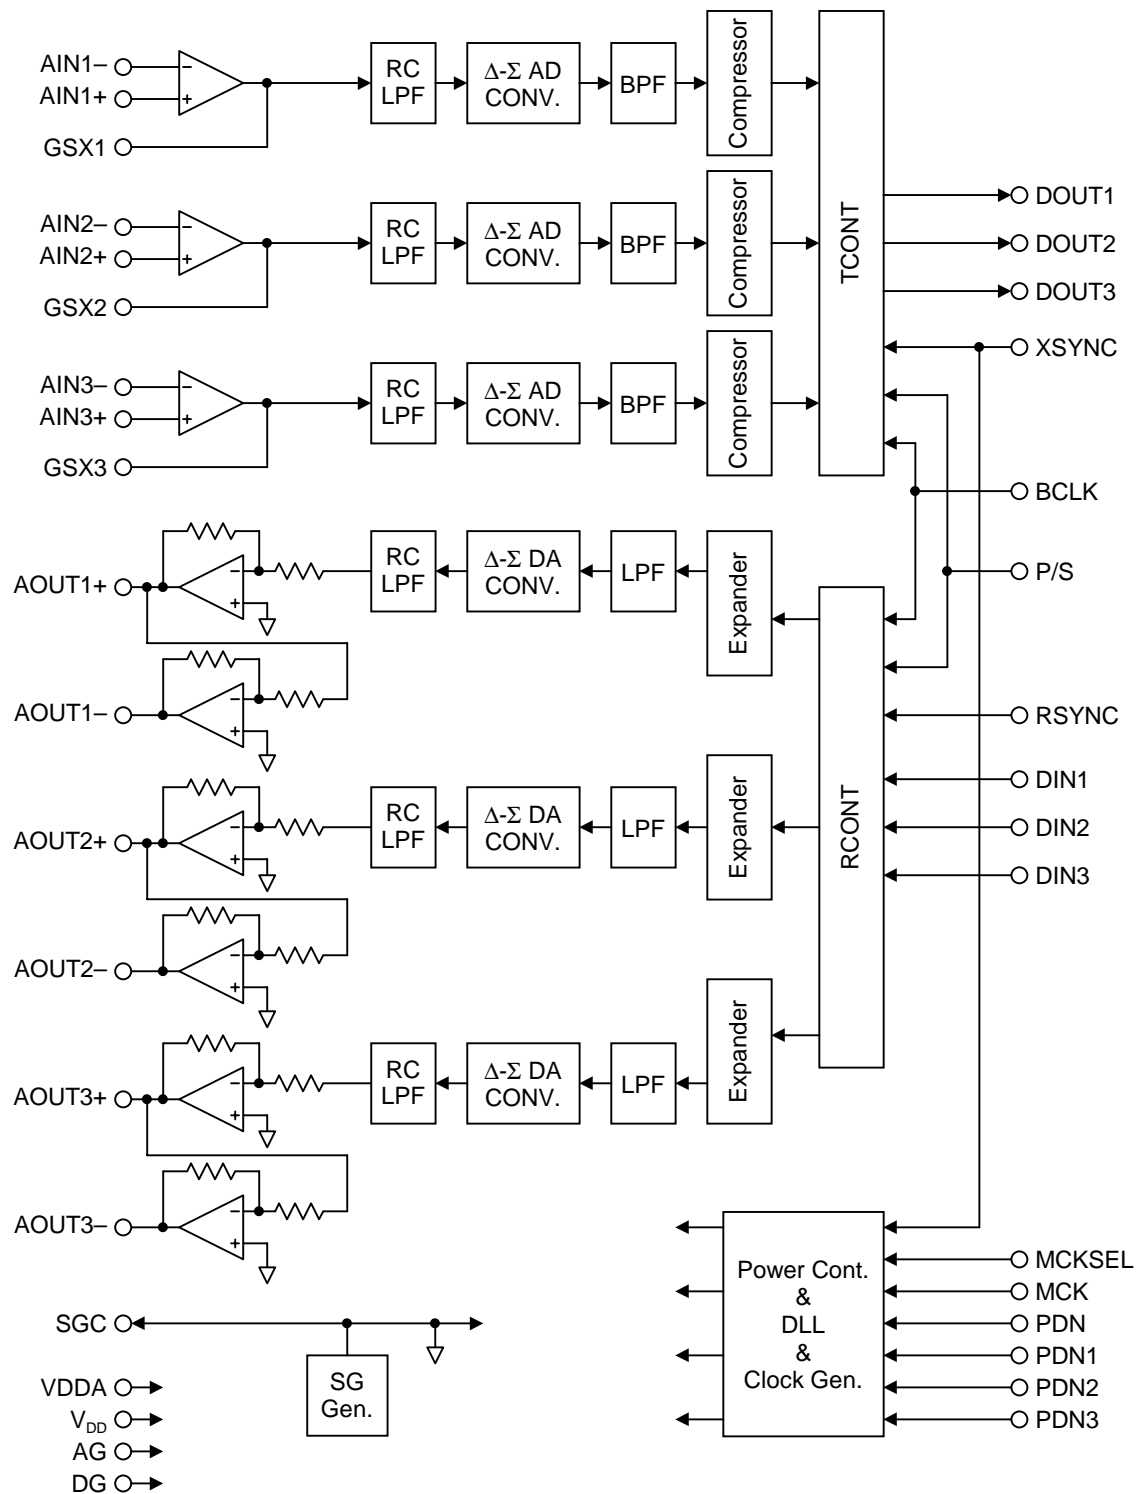 AIN1–
AIN1+
GSX1
–
+
RC
LPF
Δ-Σ AD
CONV.
BPF
Compressor
AIN2–
AIN2+
GSX2
–
+
RC
LPF
Δ-Σ AD
CONV.
BPF
Compressor
AIN3–
AIN3+
GSX3
–
+
RC
LPF
Δ-Σ AD
CONV.
BPF
Compressor
TCONT
DOUT1
DOUT2
DOUT3
XSYNC
BCLK
P/S
AOUT1+
–
+
RC
LPF
Δ-Σ DA
CONV.
LPF
Expander
AOUT1–
–
+
AOUT2+
–
+
RC
LPF
Δ-Σ DA
CONV.
LPF
Expander
AOUT2–
–
+
AOUT3+
–
+
RC
LPF
Δ-Σ DA
CONV.
LPF
Expander
AOUT3–
–
+
RCONT
RSYNC
DIN1
DIN2
DIN3
Power Cont.
&
DLL
&
Clock Gen.
MCKSEL
MCK
PDN
PDN1
PDN2
PDN3
SGC
SG
Gen.
VDDA
VDD
AG
DG